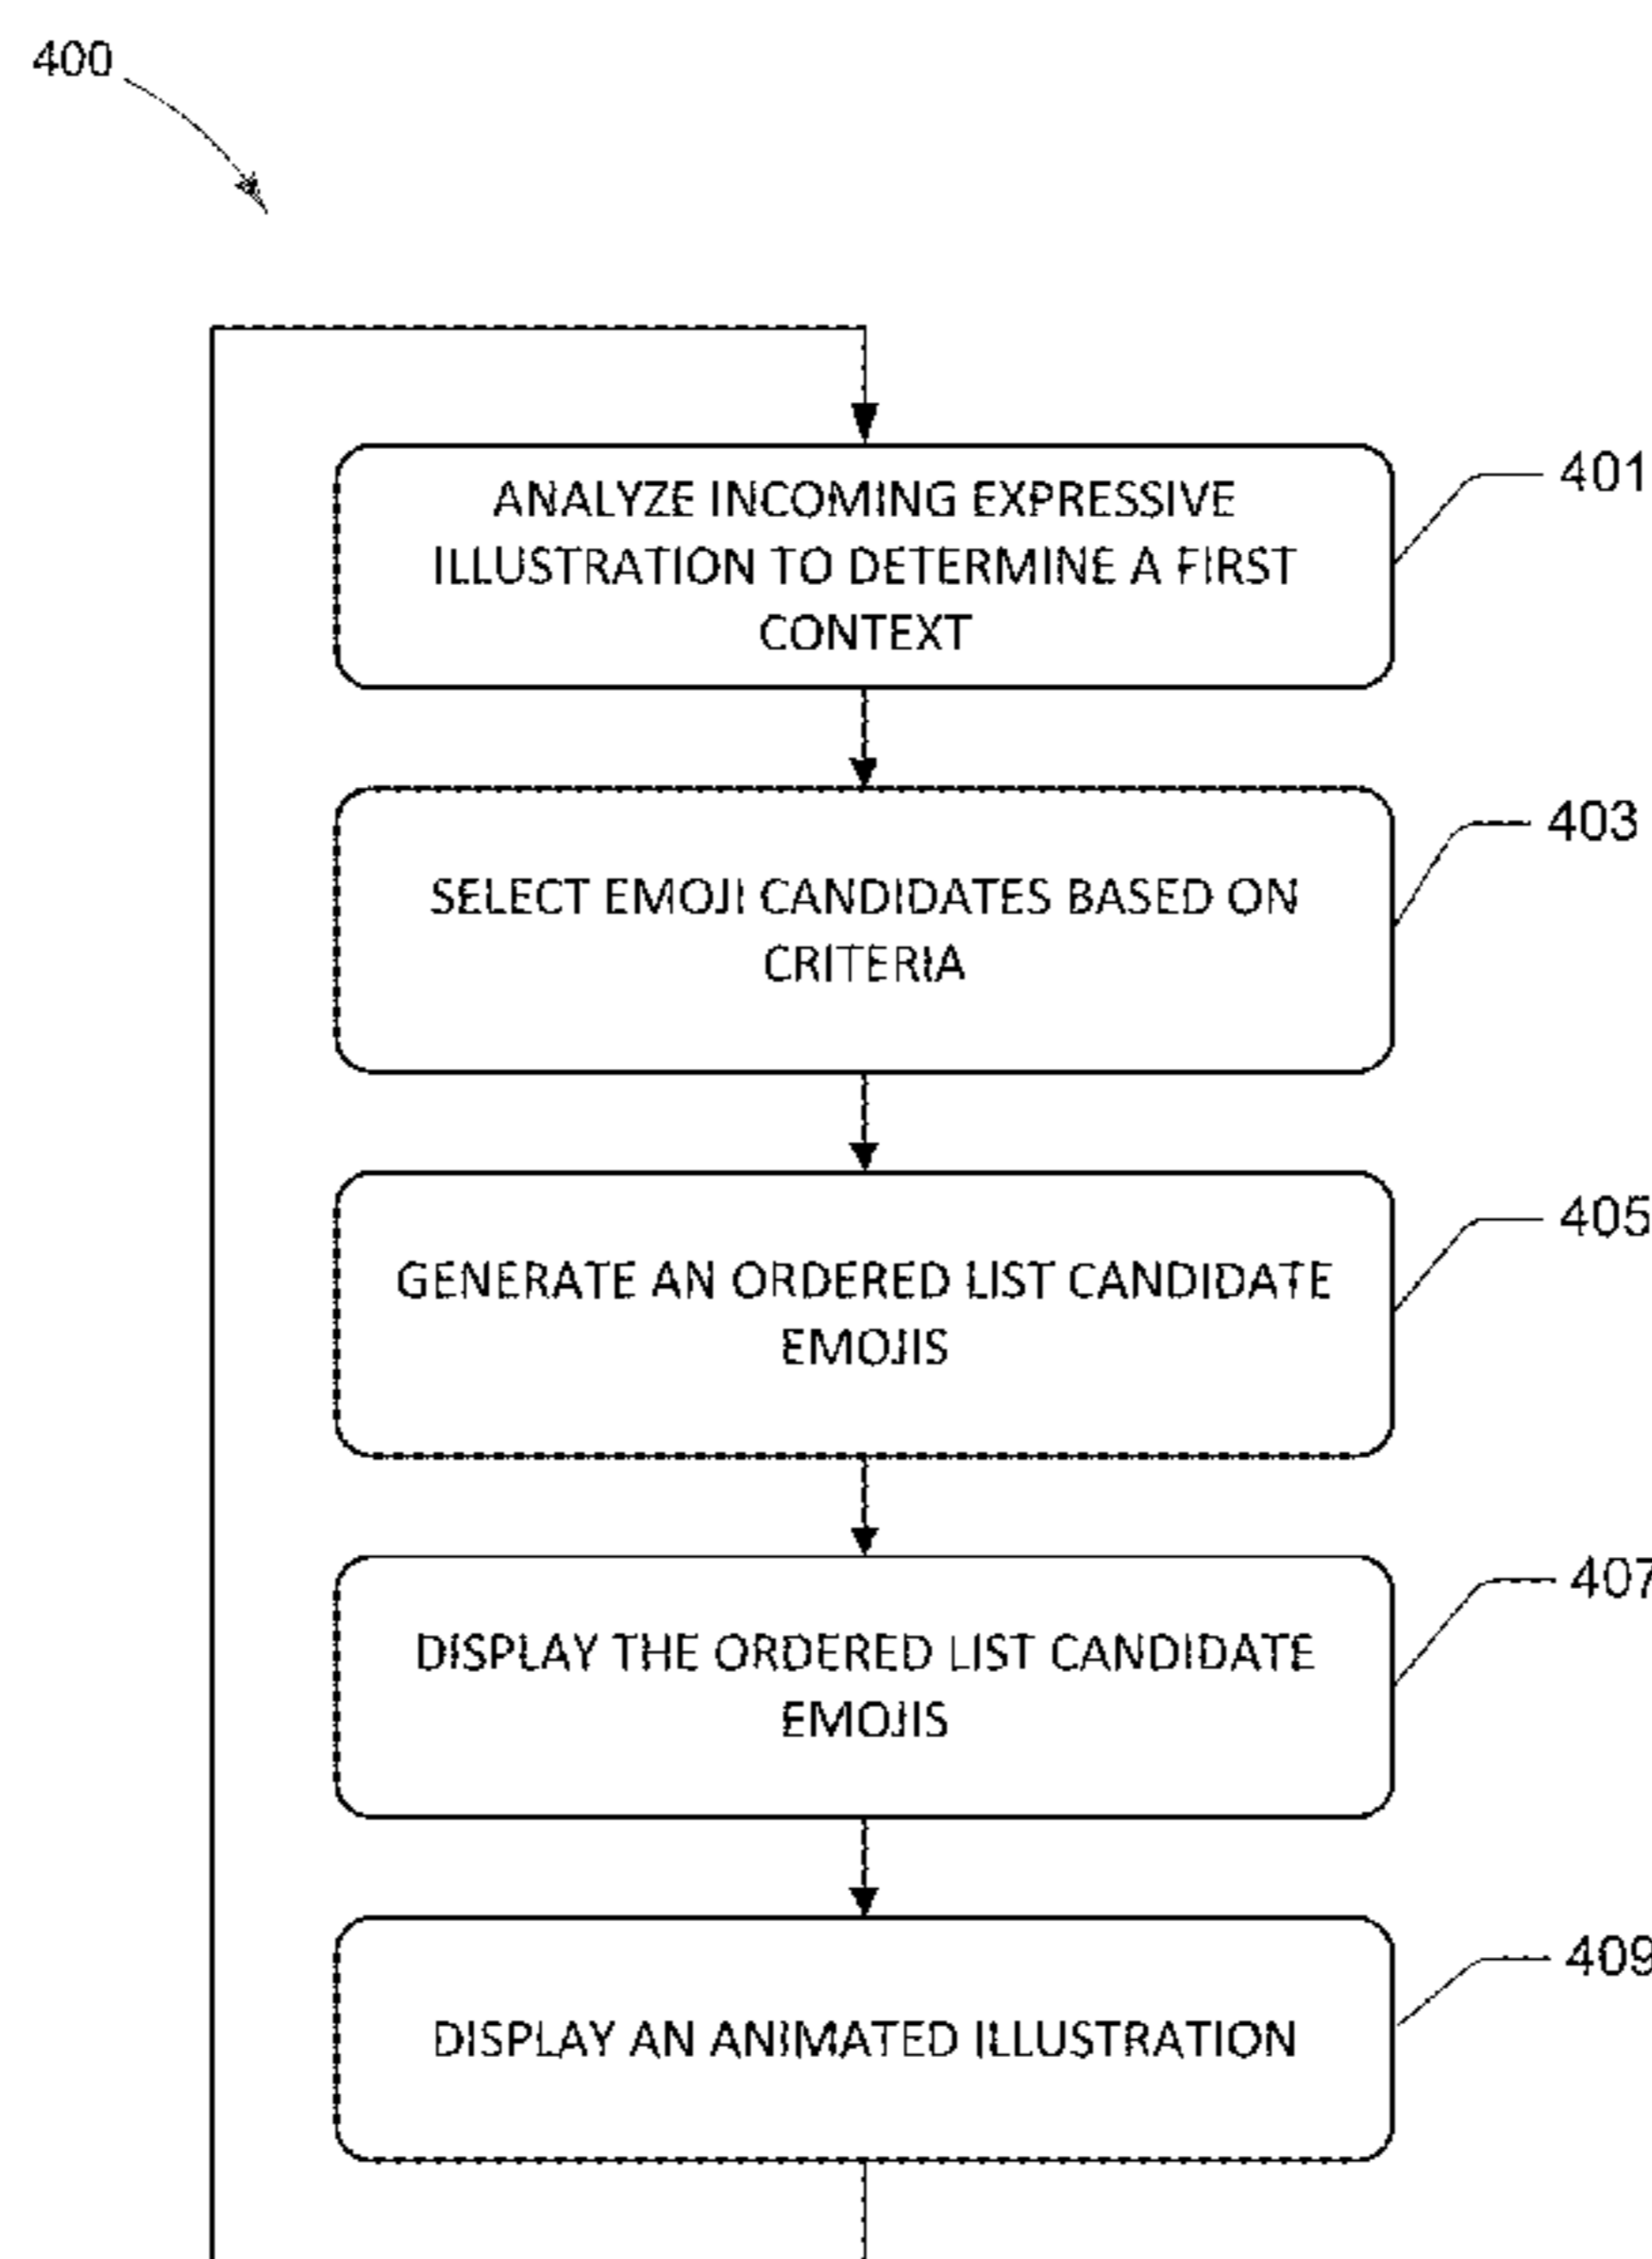 400
ANALYZE INCOMING EXPRESSIVE
ILLUSTRATION TO DETERMINE A FIRST
CONTEXT
401
SELECT EMOJI CANDIDATES BASED ON
CRITERIA
403
GENERATE AN ORDERED LIST CANDIDATE
EMOJIS
405
DISPLAY THE ORDERED LIST CANDIDATE
EMOJIS
407
DISPLAY AN ANIMATED ILLUSTRATION
409